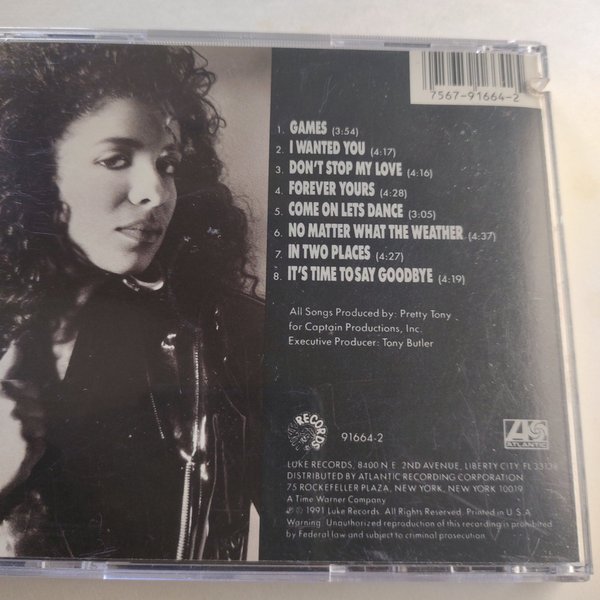 7567-91664-2
1. GAMES (3:54)
2. I WANTED YOU (4:17)
3. DON'T STOP MY LOVE (4:16)
4. FOREVER YOURS (4:28)
5. COME ON LETS DANCE (3:05)
6. NO MATTER WHAT THE WEATHER (4:37)
7. IN TWO PLACES (4:27)
8. IT'S TIME TO SAY GOODBYE (4:19)
All Songs Produced by: Pretty Tony
for Captain Productions, Inc.
Executive Producer: Tony Butler
RECORDS
91664-2
ATLANTIC
LUKE RECORDS, 8400 N.E. 2ND AVENUE, LIBERTY CITY, FL 33138
DISTRIBUTED BY ATLANTIC RECORDING CORPORATION
75 ROCKEFELLER PLAZA, NEW YORK, NEW YORK 10019
A Time Warner Company
℗ © 1991 Luke Records. All Rights Reserved. Printed in U.S.A.
Warning: Unauthorized reproduction of this recording is prohibited
by Federal law and subject to criminal prosecution.